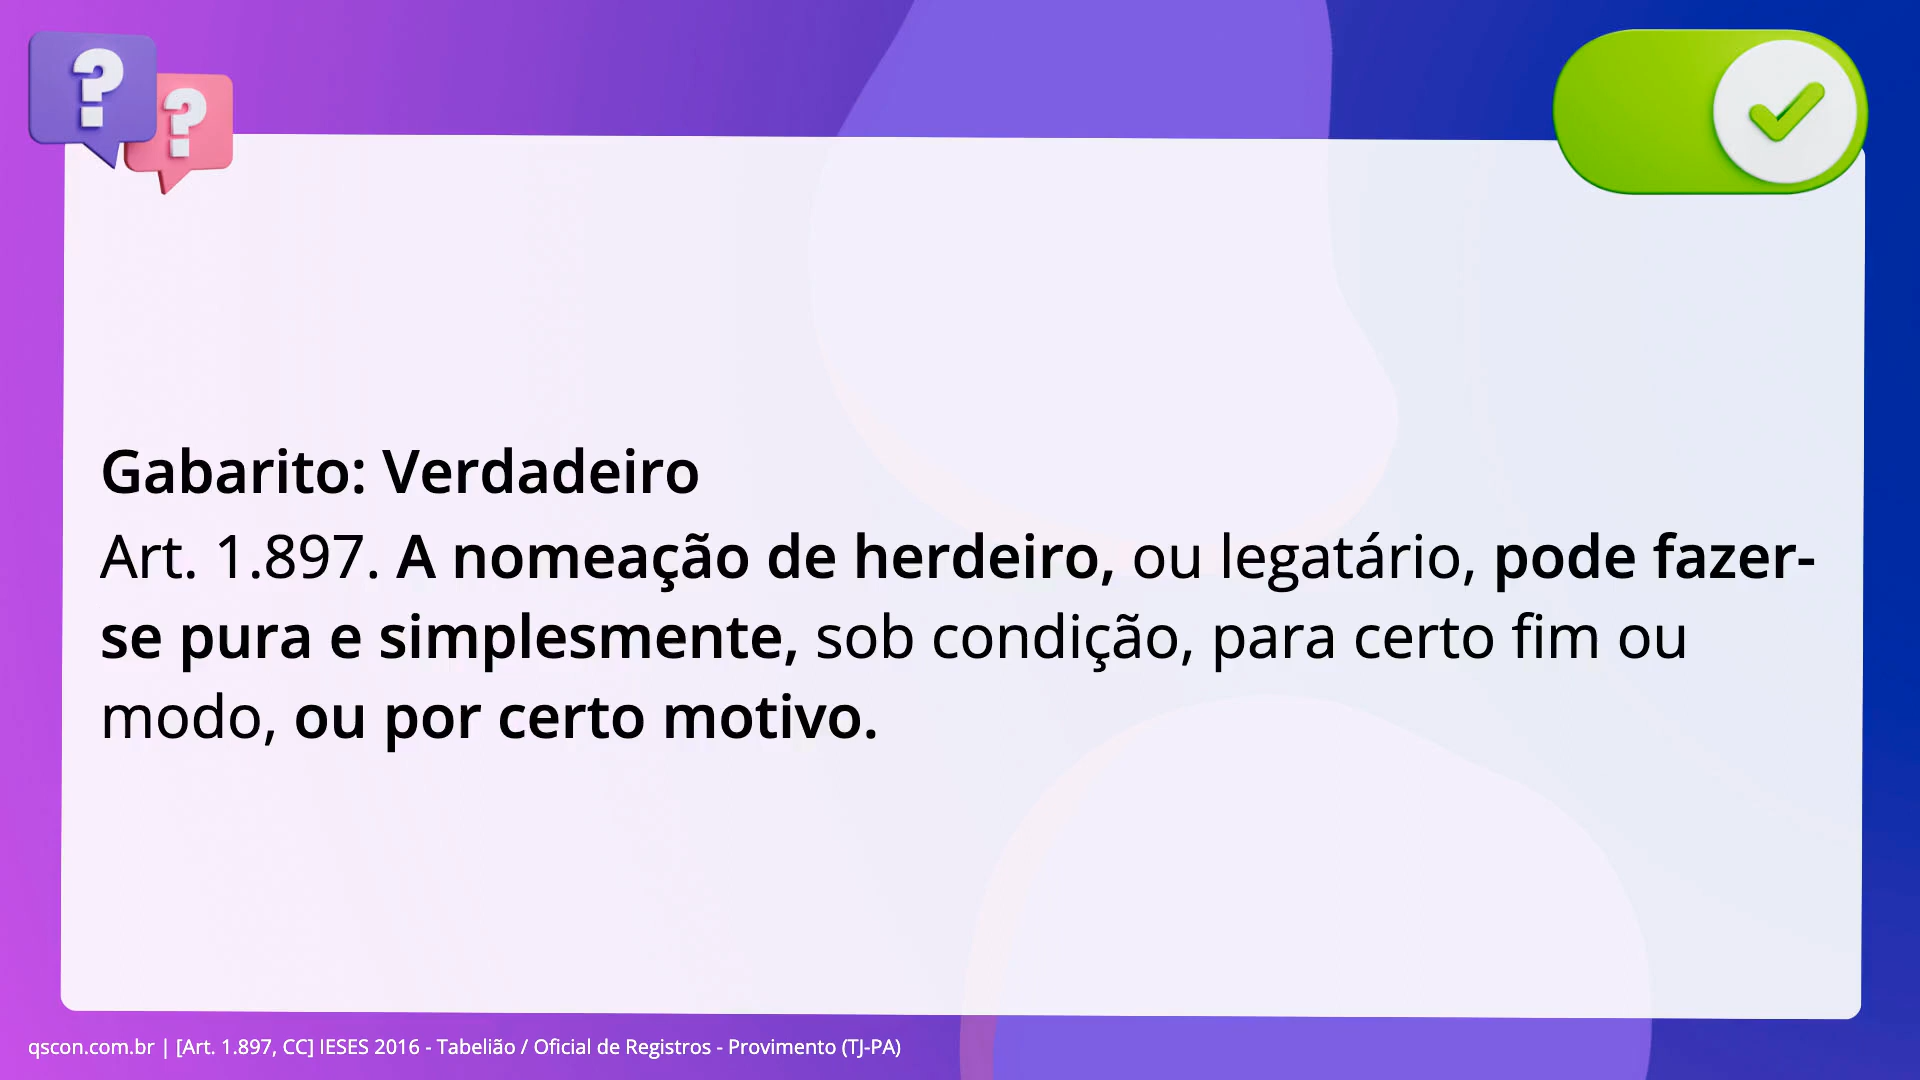 ? ?
Gabarito: Verdadeiro
Art. 1.897. A nomeação de herdeiro, ou legatário, pode fazer-
se pura e simplesmente, sob condição, para certo fim ou
modo, ou por certo motivo.
qscon.com.br | [Art. 1.897, CC] IESES 2016 - Tabelião / Oficial de Registros - Provimento (TJ-PA)